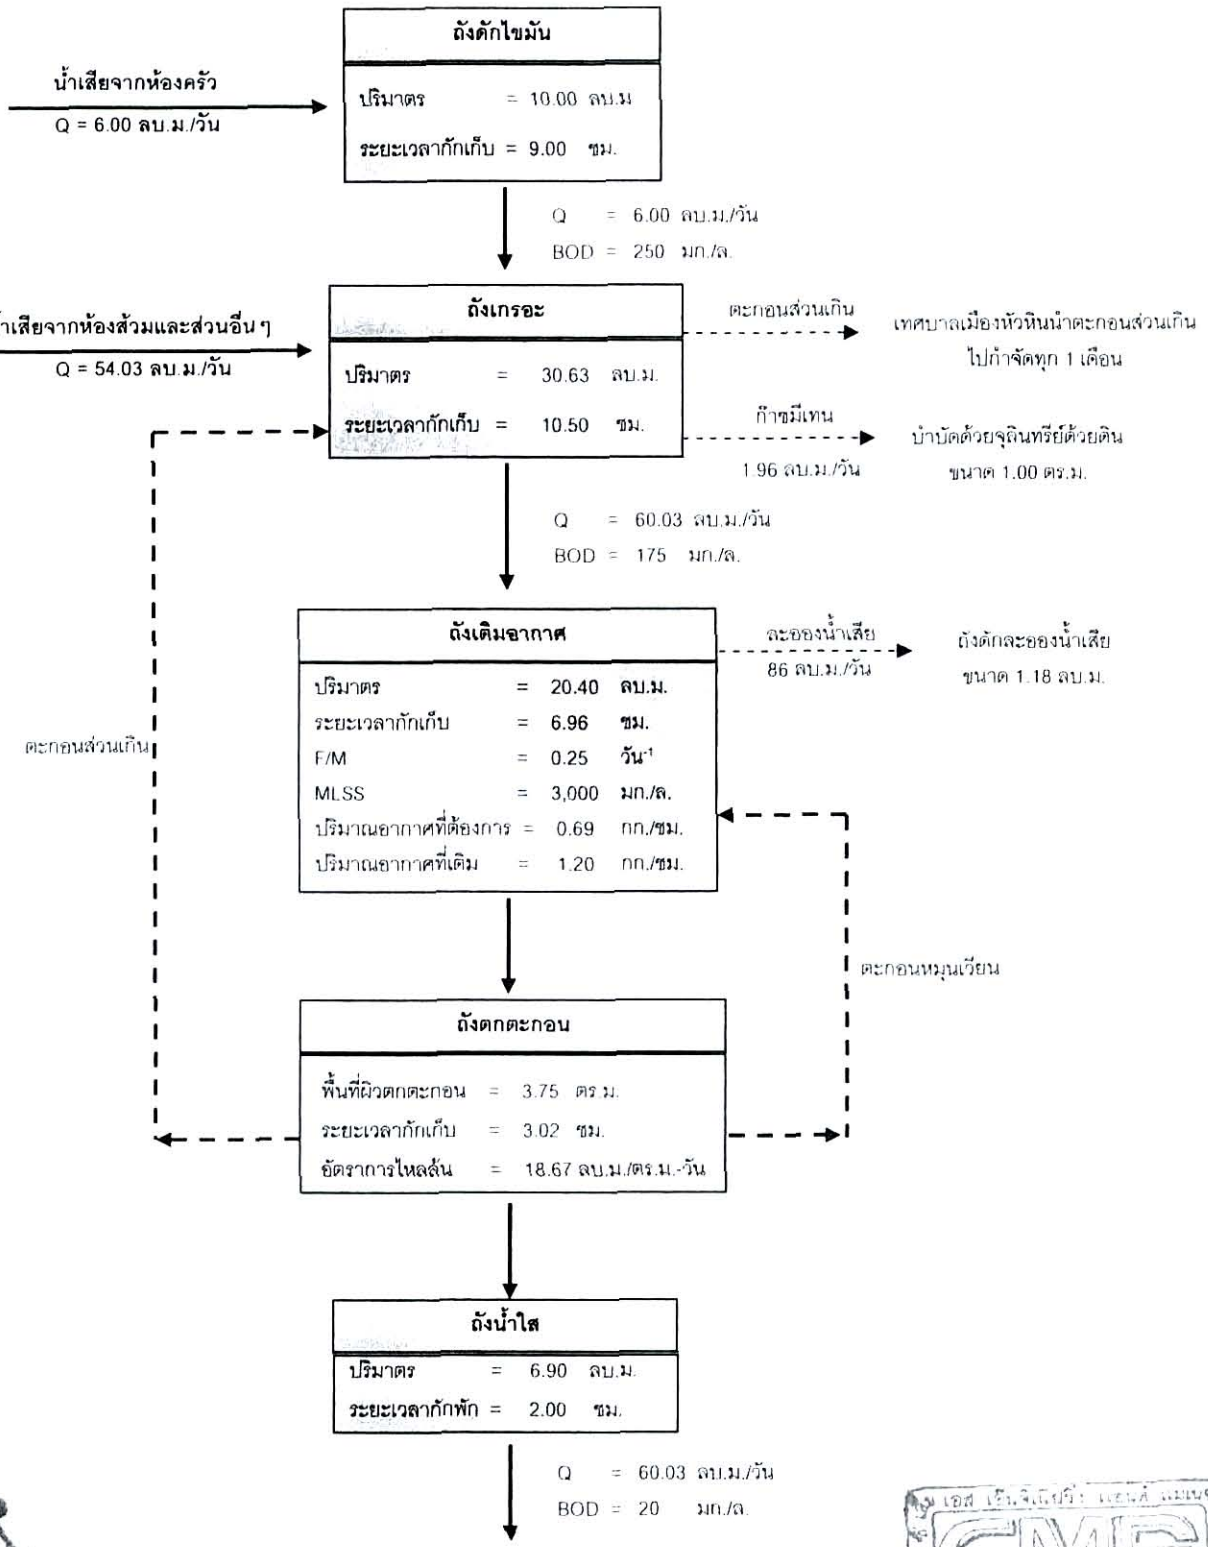 ถังดักไขมัน
น้ำเสียจากห้องครัว
Q = 6.00 ลบ.ม./วัน
ปริมาตร = 10.00 ลบ.ม
ระยะเวลากักเก็บ = 9.00 ชม.
Q = 6.00 ลบ.ม./วัน
BOD = 250 มก./ล.
ถังเกรอะ
น้ำเสียจากห้องส้วมและส่วนอื่น ๆ
Q = 54.03 ลบ.ม./วัน
ปริมาตร = 30.63 ลบ.ม.
ระยะเวลากักเก็บ = 10.50 ชม.
ตะกอนส่วนเกิน
เทศบาลเมืองหัวหินนำตะกอนส่วนเกิน
ไปกำจัดทุก 1 เดือน
ก๊าซมีเทน
1.96 ลบ.ม./วัน
บำบัดด้วยจุลินทรีย์ด้วยดิน
ขนาด 1.00 ตร.ม.
Q = 60.03 ลบ.ม./วัน
BOD = 175 มก./ล.
ถังเติมอากาศ
ปริมาตร = 20.40 ลบ.ม.
ระยะเวลากักเก็บ = 6.96 ชม.
F/M = 0.25 วัน-1
MLSS = 3,000 มก./ล.
ปริมาณอากาศที่ต้องการ = 0.69 กก./ชม.
ปริมาณอากาศที่เติม = 1.20 กก./ชม.
ละอองน้ำเสีย
86 ลบ.ม./วัน
ถังดักละอองน้ำเสีย
ขนาด 1.18 ลบ.ม.
ตะกอนส่วนเกิน
ตะกอนหมุนเวียน
ถังตกตะกอน
พื้นที่ผิวตกตะกอน = 3.75 ตร.ม.
ระยะเวลากักเก็บ = 3.02 ชม.
อัตราการไหลล้น = 18.67 ลบ.ม./ตร.ม.-วัน
ถังน้ำใส
ปริมาตร = 6.90 ลบ.ม.
ระยะเวลากักพัก = 2.00 ชม.
Q = 60.03 ลบ.ม./วัน
BOD = 20 มก./ล.